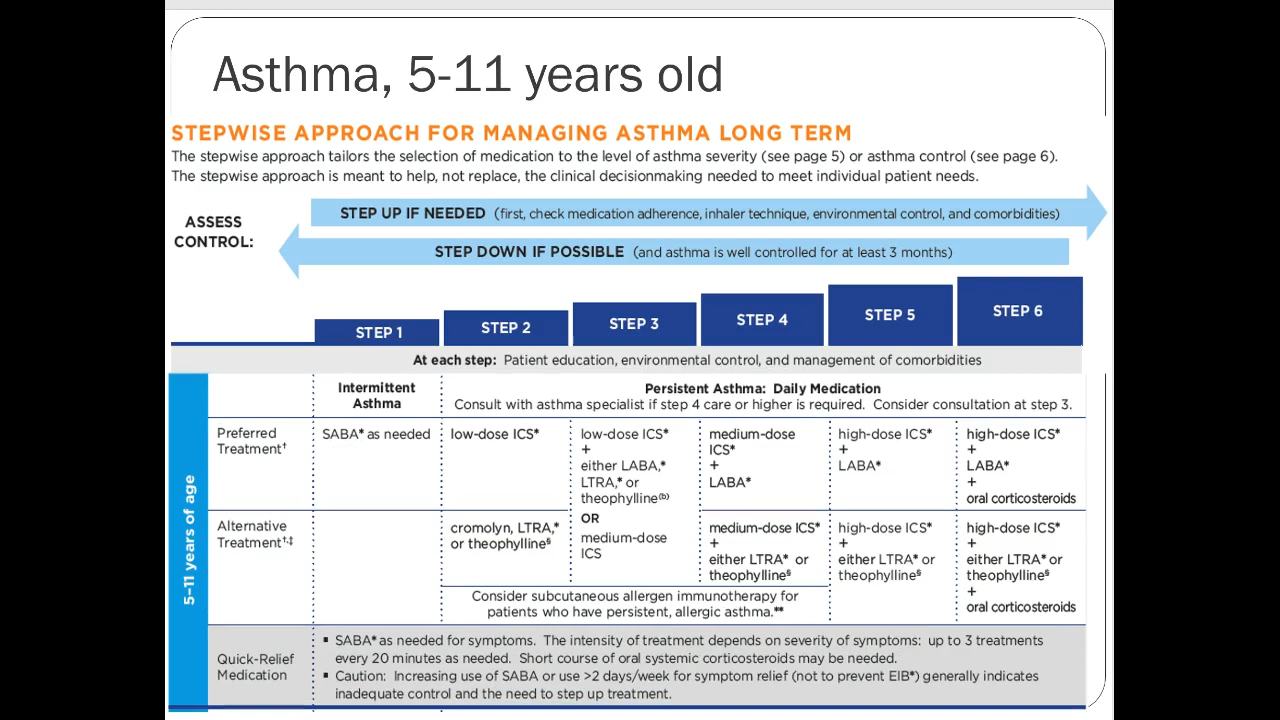 Asthma, 5-11 years old
STEPWISE APPROACH FOR MANAGING ASTHMA LONG TERM
The stepwise approach tailors the selection of medication to the level of asthma severity (see page 5) or asthma control (see page 6).
The stepwise approach is meant to help, not replace, the clinical decisionmaking needed to meet individual patient needs.
ASSESS
CONTROL:
STEP UP IF NEEDED (first, check medication adherence, inhaler technique, environmental control, and comorbidities)
STEP DOWN IF POSSIBLE (and asthma is well controlled for at least 3 months)
STEP 1
STEP 2
STEP 3
STEP 4
STEP 5
STEP 6
At each step: Patient education, environmental control, and management of comorbidities
5–11 years of age
Intermittent
Asthma
Persistent Asthma: Daily Medication
Consult with asthma specialist if step 4 care or higher is required. Consider consultation at step 3.
Preferred
Treatment†
SABA* as needed
low-dose ICS*
low-dose ICS*
+
either LABA,*
LTRA,* or
theophylline(b)
OR
medium-dose
ICS
medium-dose
ICS*
+
LABA*
high-dose ICS*
+
LABA*
high-dose ICS*
+
LABA*
+
oral corticosteroids
Alternative
Treatment†,‡
cromolyn, LTRA,*
or theophylline§
medium-dose ICS*
+
either LTRA* or
theophylline§
high-dose ICS*
+
either LTRA* or
theophylline§
high-dose ICS*
+
either LTRA* or
theophylline§
+
oral corticosteroids
Consider subcutaneous allergen immunotherapy for
patients who have persistent, allergic asthma.**
Quick-Relief
Medication
▪ SABA* as needed for symptoms. The intensity of treatment depends on severity of symptoms: up to 3 treatments
every 20 minutes as needed. Short course of oral systemic corticosteroids may be needed.
▪ Caution: Increasing use of SABA or use >2 days/week for symptom relief (not to prevent EIB*) generally indicates
inadequate control and the need to step up treatment.